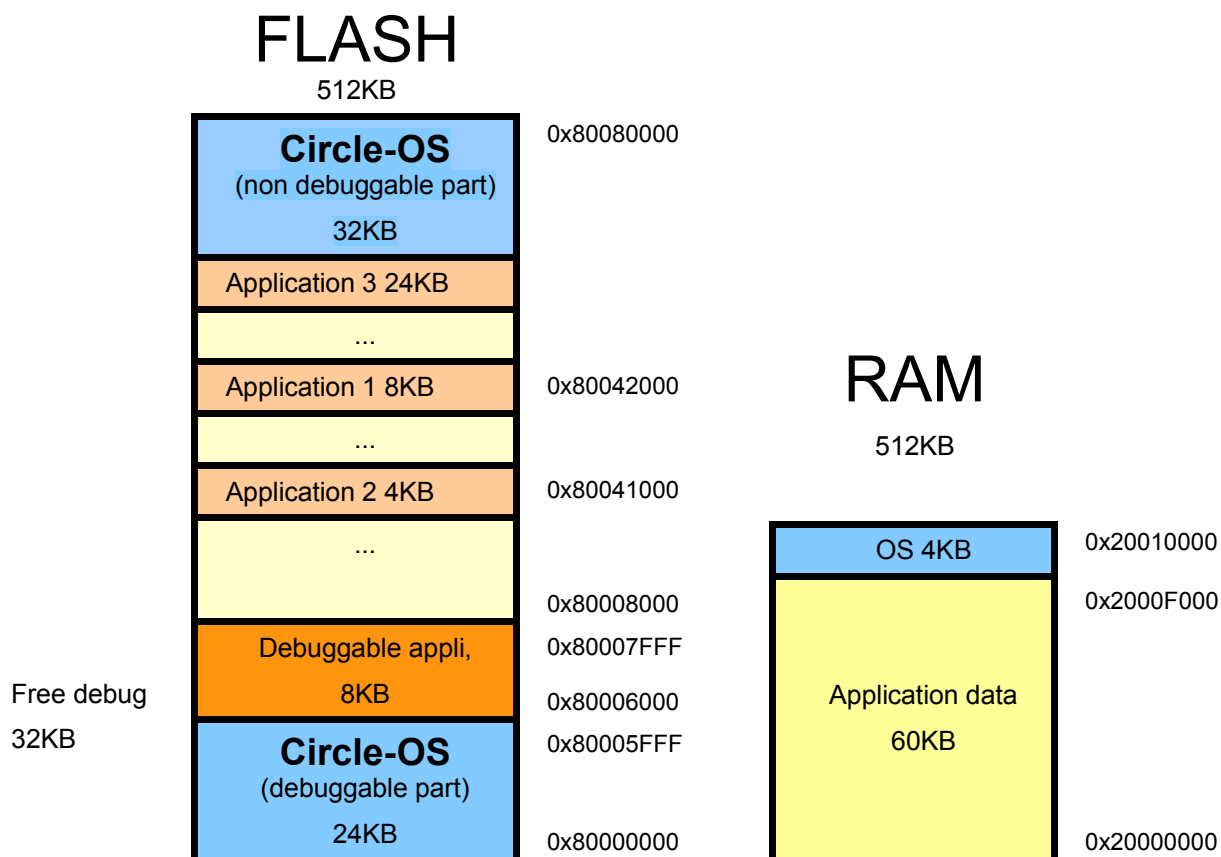 FLASH
512KB
Circle-OS
(non debuggable part)
32KB
0x80080000
Application 3 24KB
...
Application 1 8KB
0x80042000
...
Application 2 4KB
0x80041000
...
0x80008000
Debuggable appli,
8KB
0x80007FFF
0x80006000
Free debug
32KB
Circle-OS
(debuggable part)
24KB
0x80005FFF
0x80000000
RAM
512KB
OS 4KB
0x20010000
0x2000F000
Application data
60KB
0x20000000